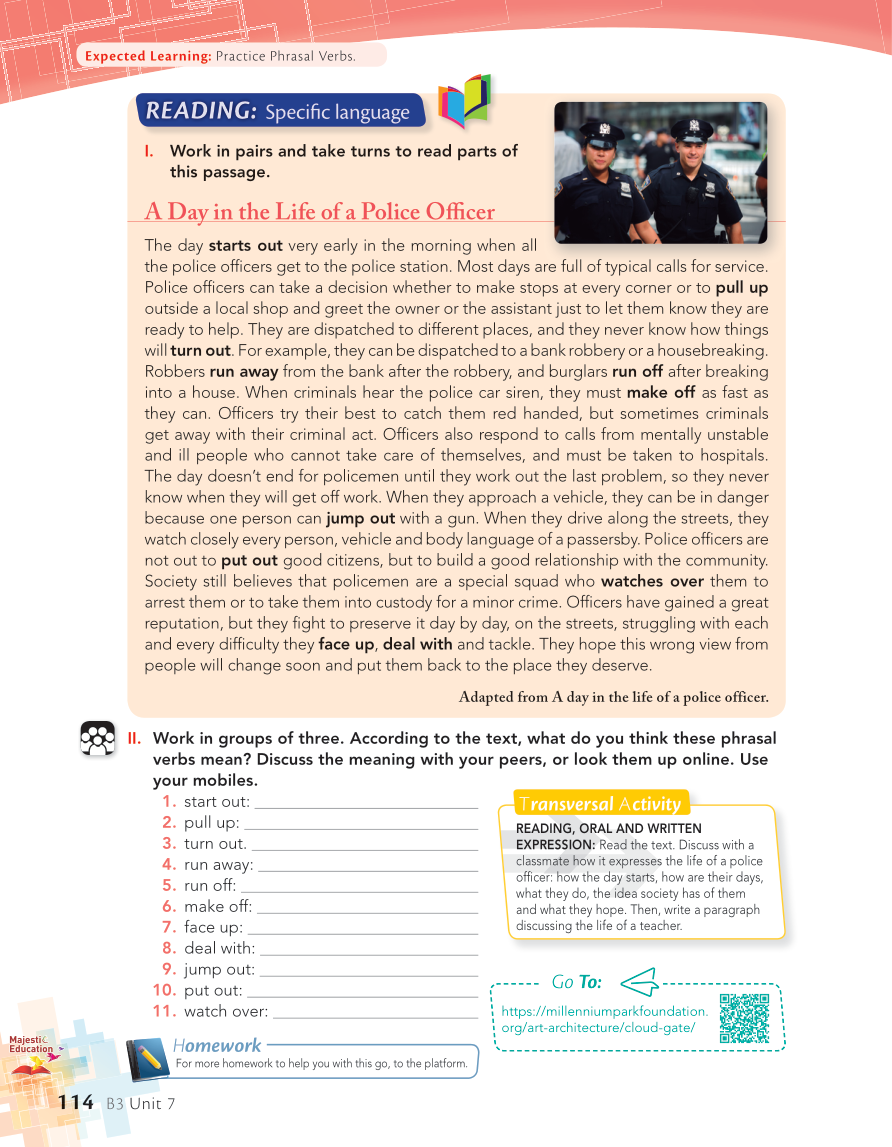 Expected Learning: Practice Phrasal Verbs.
READING: Specific language
I. Work in pairs and take turns to read parts of
this passage.
A Day in the Life of a Police Officer
The day starts out very early in the morning when all
the police officers get to the police station. Most days are full of typical calls for service.
Police officers can take a decision whether to make stops at every corner or to pull up
outside a local shop and greet the owner or the assistant just to let them know they are
ready to help. They are dispatched to different places, and they never know how things
will turn out. For example, they can be dispatched to a bank robbery or a housebreaking.
Robbers run away from the bank after the robbery, and burglars run off after breaking
into a house. When criminals hear the police car siren, they must make off as fast as
they can. Officers try their best to catch them red handed, but sometimes criminals
get away with their criminal act. Officers also respond to calls from mentally unstable
and ill people who cannot take care of themselves, and must be taken to hospitals.
The day doesn't end for policemen until they work out the last problem, so they never
know when they will get off work. When they approach a vehicle, they can be in danger
because one person can jump out with a gun. When they drive along the streets, they
watch closely every person, vehicle and body language of a passersby. Police officers are
not out to put out good citizens, but to build a good relationship with the community.
Society still believes that policemen are a special squad who watches over them to
arrest them or to take them into custody for a minor crime. Officers have gained a great
reputation, but they fight to preserve it day by day, on the streets, struggling with each
and every difficulty they face up, deal with and tackle. They hope this wrong view from
people will change soon and put them back to the place they deserve.
Adapted from A day in the life of a police officer.
II. Work in groups of three. According to the text, what do you think these phrasal
verbs mean? Discuss the meaning with your peers, or look them up online. Use
your mobiles.
1. start out:
2. pull up:
3. turn out.
4. run away:
5. run off:
6. make off:
7. face up:
8. deal with:
9. jump out:
10. put out:
11. watch over:
Transversal Activity
READING, ORAL AND WRITTEN
EXPRESSION: Read the text. Discuss with a
classmate how it expresses the life of a police
officer: how the day starts, how are their days,
what they do, the idea society has of them
and what they hope. Then, write a paragraph
discussing the life of a teacher.
Go To:
https://millenniumparkfoundation.
org/art-architecture/cloud-gate/
Majestic
Education
Homework
For more homework to help you with this go, to the platform.
114 B3 Unit 7